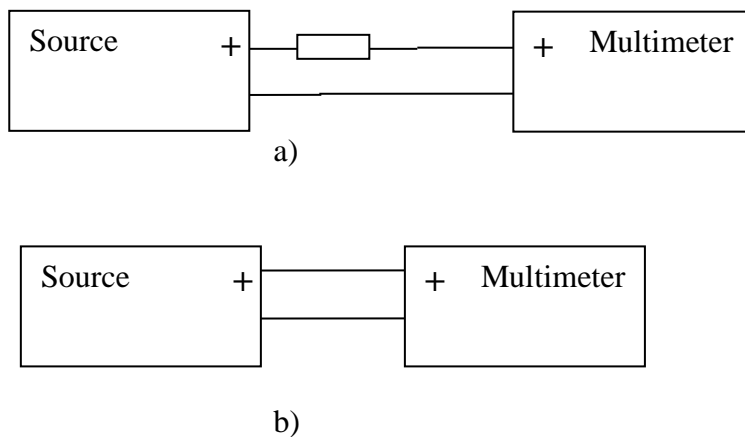 Source + + Multimeter
a)
Source + + Multimeter
b)